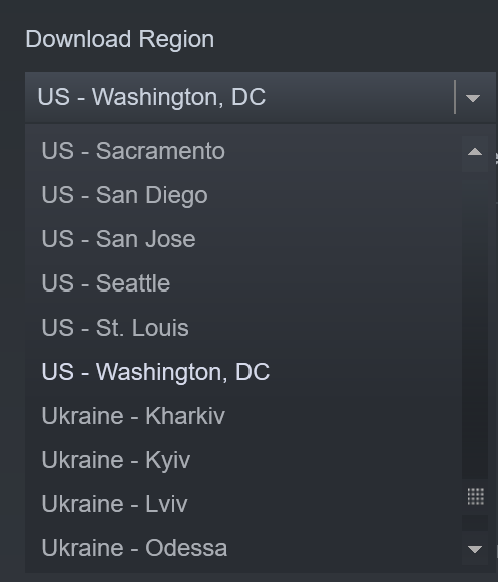 Download Region
US - Washington, DC
US - Sacramento
US - San Diego
US - San Jose
US - Seattle
US - St. Louis
US - Washington, DC
Ukraine - Kharkiv
Ukraine - Kyiv
Ukraine - Lviv
Ukraine - Odessa